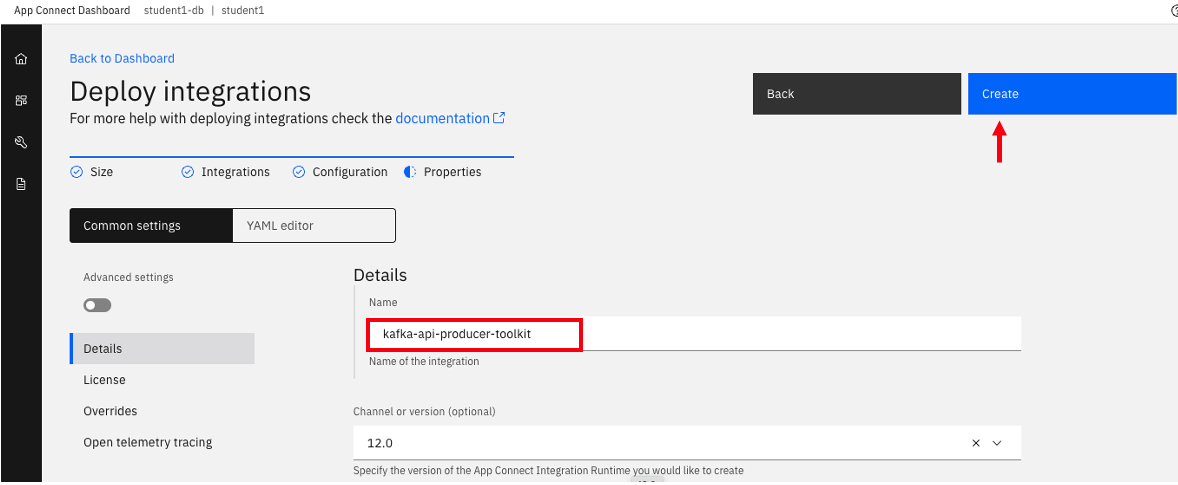 App Connect Dashboard student1-db | student1
Back to Dashboard
Deploy integrations
For more help with deploying integrations check the documentation
Back
Create
Size
Integrations
Configuration
Properties
Common settings
YAML editor
Advanced settings
Details
License
Overrides
Open telemetry tracing
Details
Name
kafka-api-producer-toolkit
Name of the integration
Channel or version (optional)
12.0
Specify the version of the App Connect Integration Runtime you would like to create